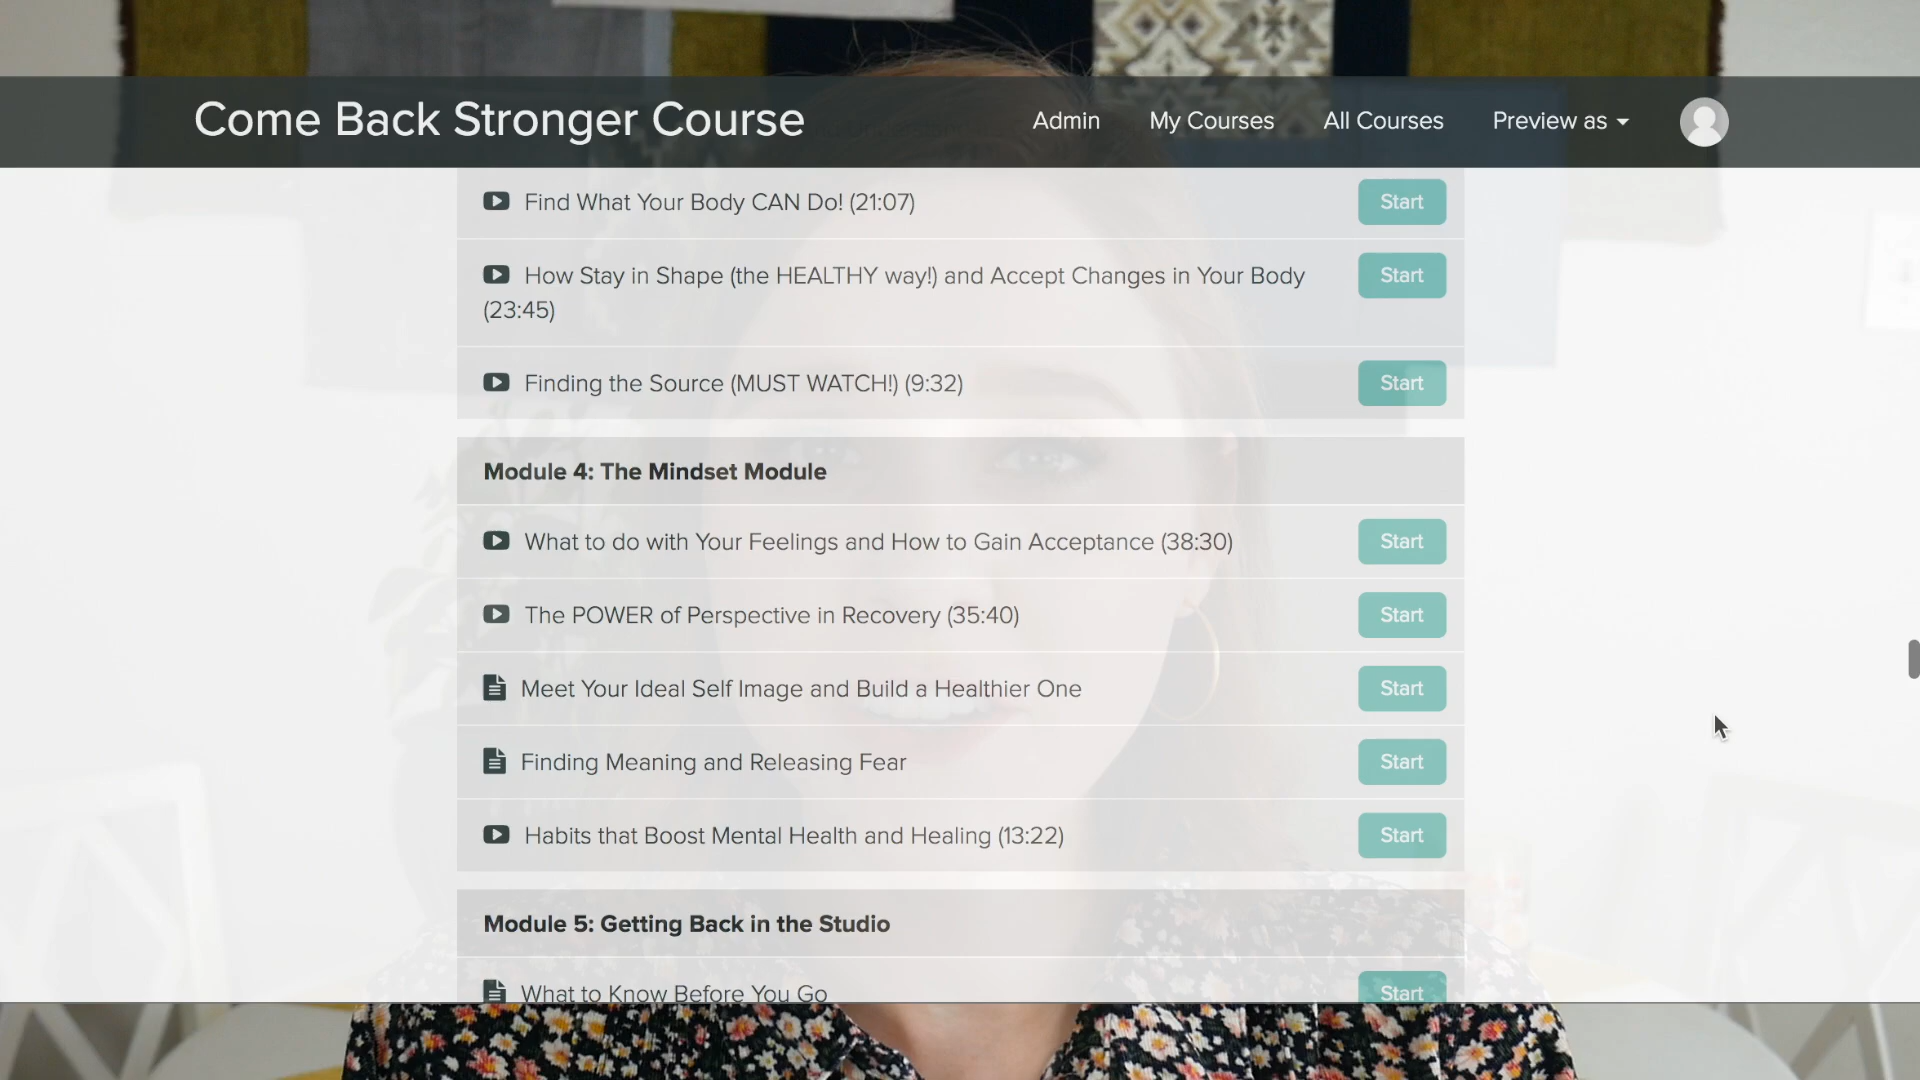 Come Back Stronger Course
Admin
My Courses
All Courses
Preview as
Find What Your Body CAN Do! (21:07)
Start
How Stay in Shape (the HEALTHY way!) and Accept Changes in Your Body
(23:45)
Start
Finding the Source (MUST WATCH!) (9:32)
Start
Module 4: The Mindset Module
What to do with Your Feelings and How to Gain Acceptance (38:30)
Start
The POWER of Perspective in Recovery (35:40)
Start
Meet Your Ideal Self Image and Build a Healthier One
Start
Finding Meaning and Releasing Fear
Start
Habits that Boost Mental Health and Healing (13:22)
Start
Module 5: Getting Back in the Studio
What to Know Before You Go
Start